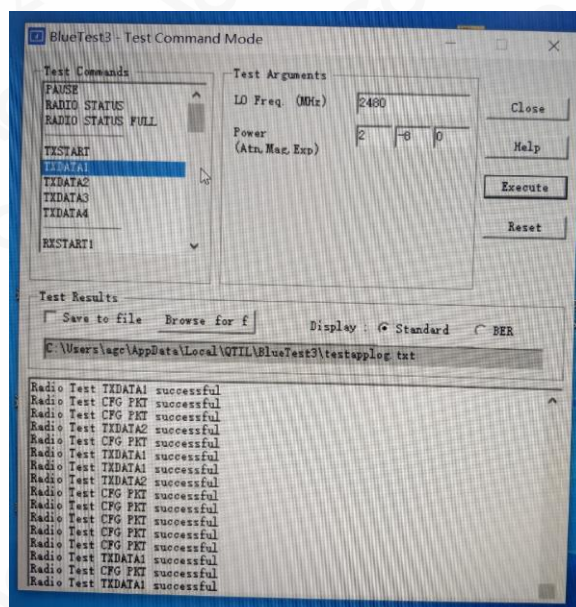 BlueTest3 - Test Command Mode
Test Commands
PAUSE
RADIO STATUS
RADIO STATUS FULL
TXSTART
TXDATA1
TXDATA2
TXDATA3
TXDATA4
RXSTART1
Test Arguments
LO Freq. (MHz) 2480
Power 2 -6 0
(Atn, Mag, Exp)
Close
Help
Execute
Reset
Test Results
Save to file Browse for f Display : Standard BER
C:\Users\agc\AppData\Local\QTIL\BlueTest3\testapplog.txt
Radio Test TXDATA1 successful
Radio Test CFG PKT successful
Radio Test CFG PKT successful
Radio Test TXDATA2 successful
Radio Test CFG PKT successful
Radio Test TXDATA1 successful
Radio Test TXDATA1 successful
Radio Test TXDATA2 successful
Radio Test CFG PKT successful
Radio Test CFG PKT successful
Radio Test CFG PKT successful
Radio Test CFG PKT successful
Radio Test CFG PKT successful
Radio Test TXDATA1 successful
Radio Test CFG PKT successful
Radio Test TXDATA1 successful